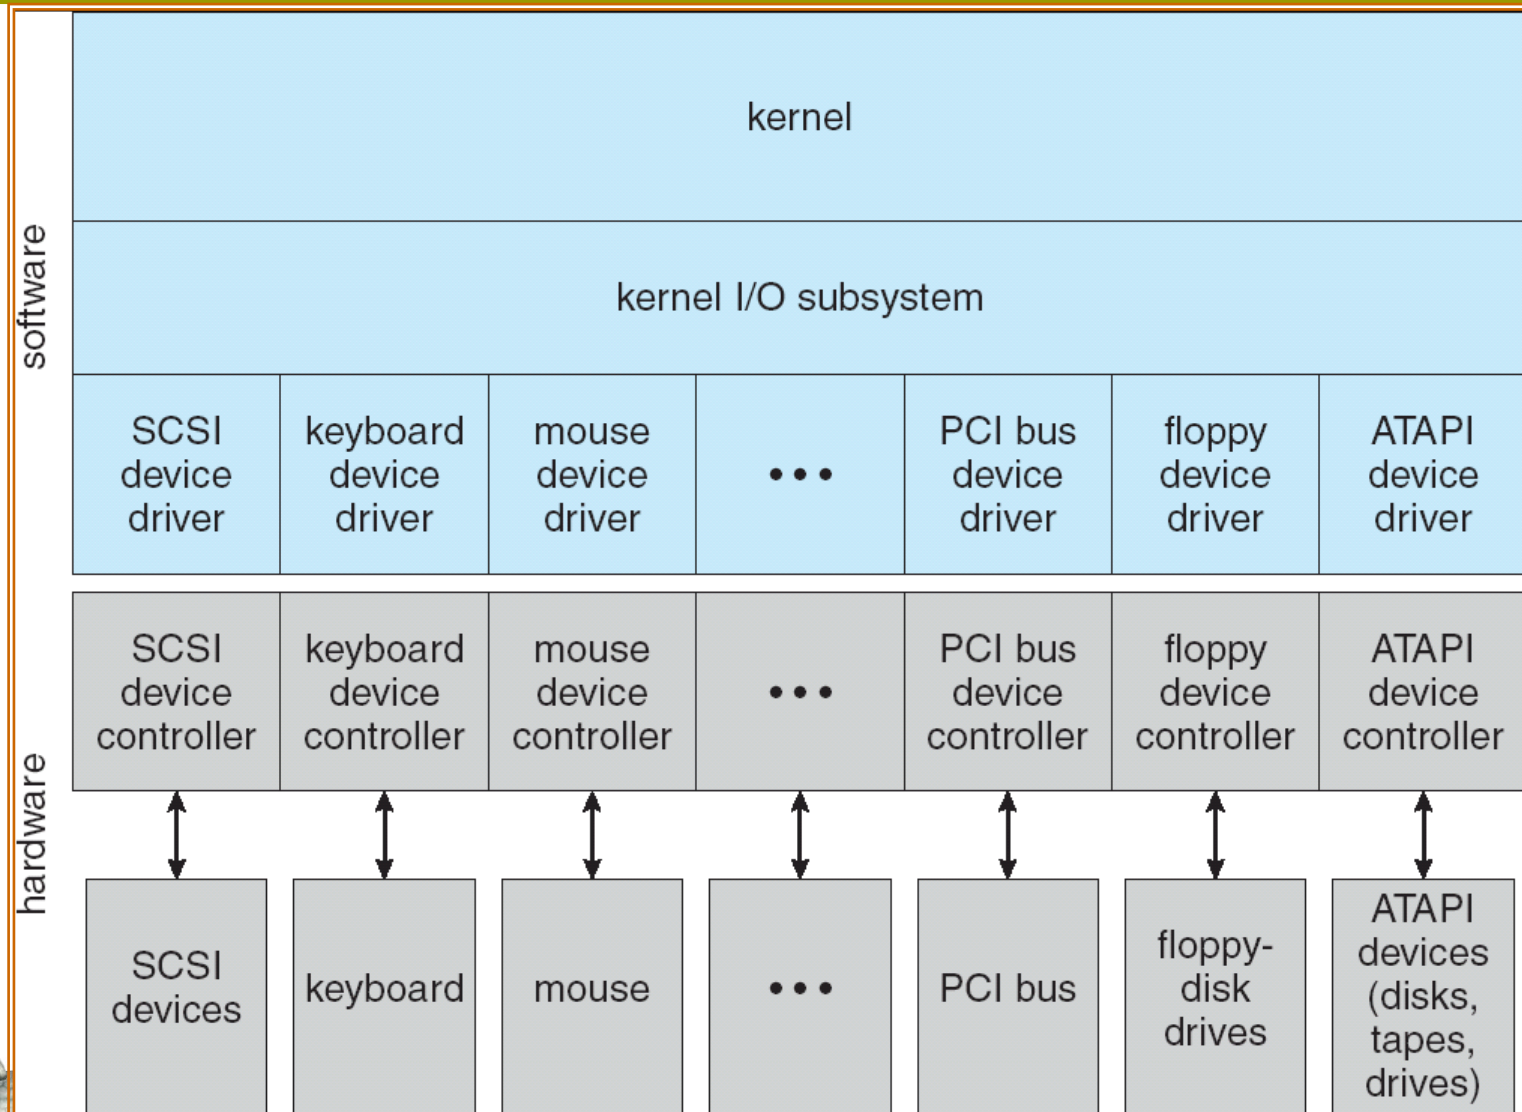 kernel
software
kernel I/O subsystem
SCSI
device
driver
keyboard
device
driver
mouse
device
driver
•••
PCI bus
device
driver
floppy
device
driver
ATAPI
device
driver
hardware
SCSI
device
controller
keyboard
device
controller
mouse
device
controller
•••
PCI bus
device
controller
floppy
device
controller
ATAPI
device
controller
SCSI
devices
keyboard
mouse
•••
PCI bus
floppy-
disk
drives
ATAPI
devices
(disks,
tapes,
drives)